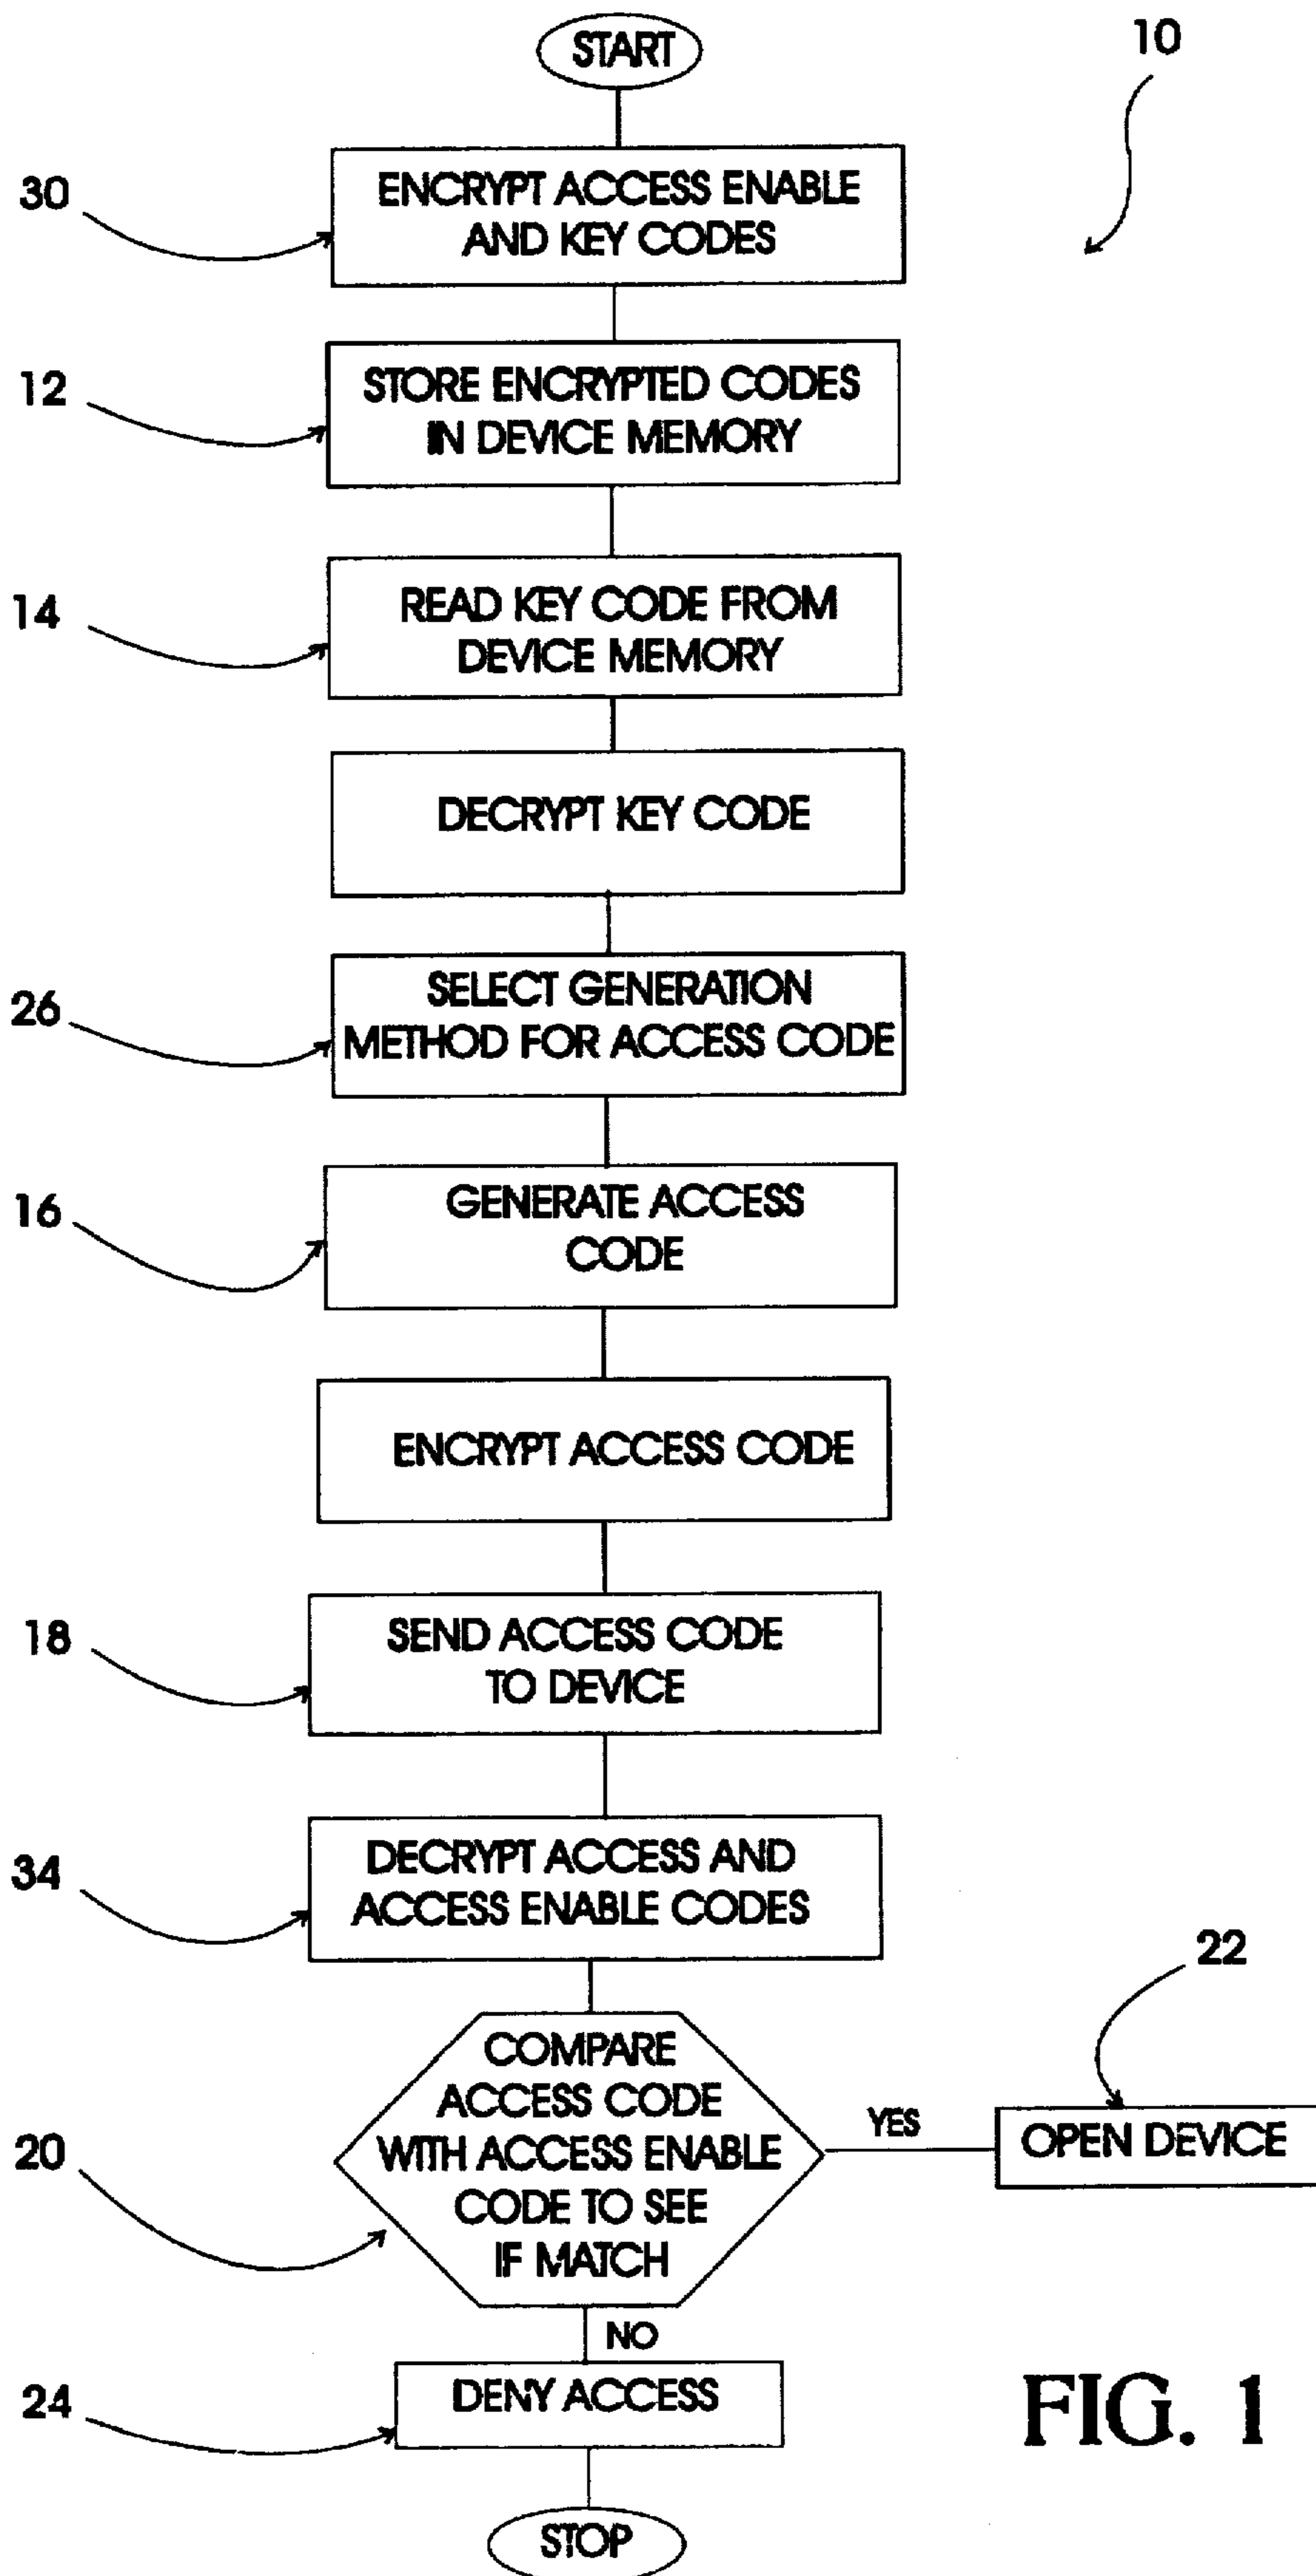 START
10
30
ENCRYPT ACCESS ENABLE
AND KEY CODES
12
STORE ENCRYPTED CODES
IN DEVICE MEMORY
14
READ KEY CODE FROM
DEVICE MEMORY
DECRYPT KEY CODE
26
SELECT GENERATION
METHOD FOR ACCESS CODE
16
GENERATE ACCESS
CODE
ENCRYPT ACCESS CODE
18
SEND ACCESS CODE
TO DEVICE
34
DECRYPT ACCESS AND
ACCESS ENABLE CODES
22
20
COMPARE
ACCESS CODE
WITH ACCESS ENABLE
CODE TO SEE
IF MATCH
YES
OPEN DEVICE
NO
24
DENY ACCESS
STOP
FIG. 1